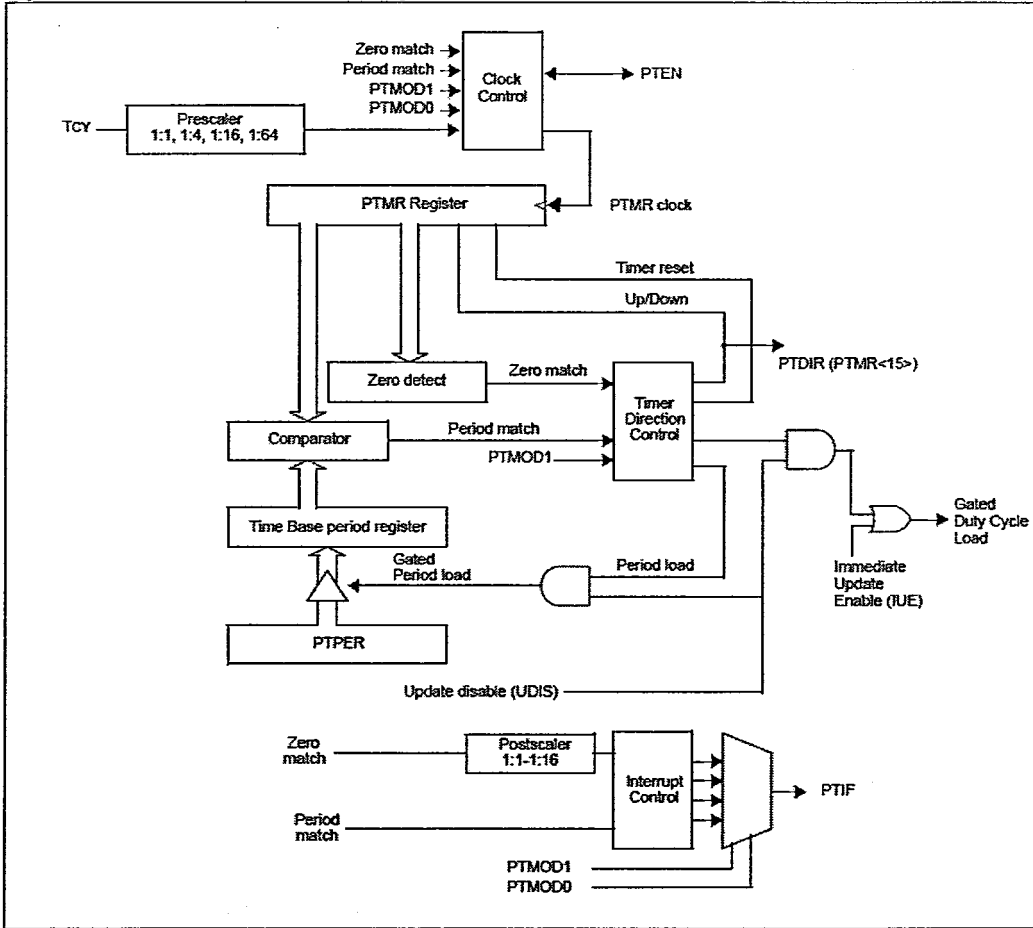 Zero match
Period match
PTMOD1
PTMOD0
Clock
Control
PTEN
TCY
Prescaler
1:1, 1:4, 1:16, 1:64
PTMR Register
PTMR clock
Timer reset
Up/Down
PTDIR (PTMR<15>)
Zero detect
Zero match
Timer
Direction
Control
Comparator
Period match
PTMOD1
Time Base period register
Gated
Period load
Period load
Gated
Duty Cycle
Load
Immediate
Update
Enable (IUE)
PTPER
Update disable (UDIS)
Zero
match
Postscaler
1:1-1:16
Interrupt
Control
PTIF
Period
match
PTMOD1
PTMOD0